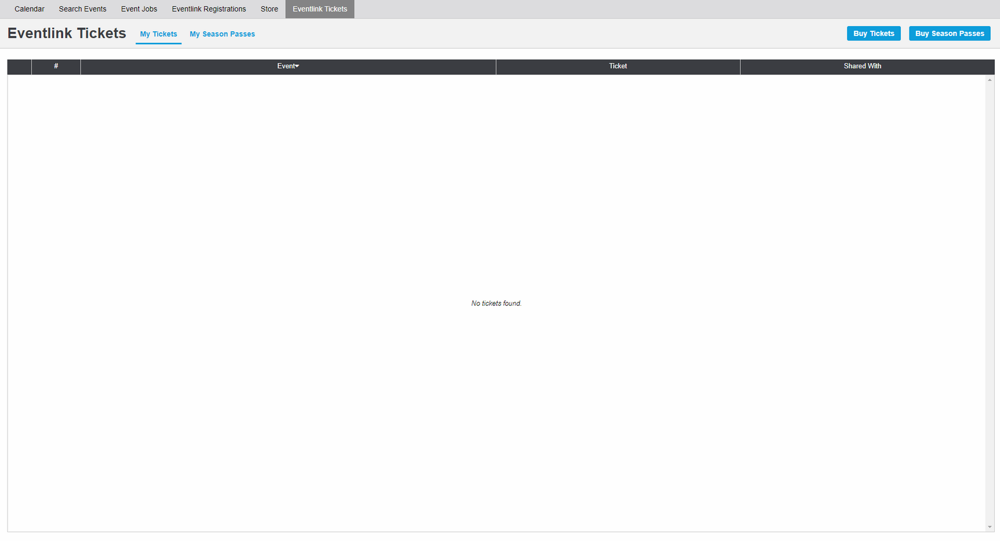 Calendar Search Events Event Jobs Eventlink Registrations Store Eventlink Tickets
Eventlink Tickets My Tickets My Season Passes Buy Tickets Buy Season Passes
# Event Ticket Shared With
No tickets found.